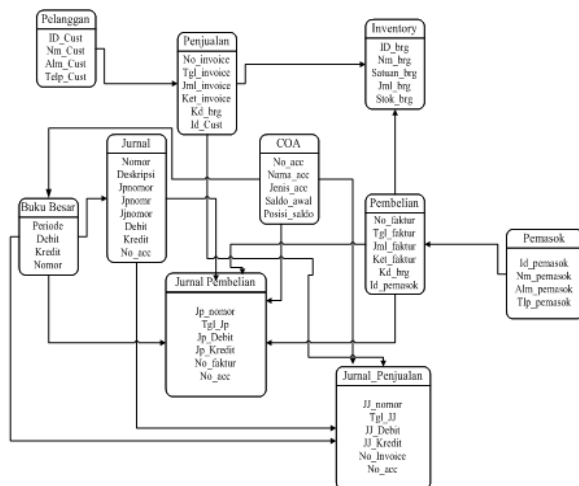 Pelanggan
ID_Cust
Nm_Cust
Alm_Cust
Telp_Cust
Penjualan
No_invoice
Tgl_invoice
Jml_invoice
Ket_invoice
Kd_brg
Id_Cust
Inventory
ID_brg
Nm_brg
Satuan_brg
Jml_brg
Stok_brg
Jurnal
Nomor
Deskripsi
Jpnomor
Jpnomr
Jjnomor
Debit
Kredit
No_acc
COA
No_acc
Nama_acc
Jenis_acc
Saldo_awal
Posisi_saldo
Buku Besar
Periode
Debit
Kredit
Nomor
Pembelian
No_faktur
Tgl_faktur
Jml_faktur
Ket_faktur
Kd_brg
Id_pemasok
Pemasok
Id_pemasok
Nm_pemasok
Alm_pemasok
Tlp_pemasok
Jurnal Pembelian
Jp_nomor
Tgl_Jp
Jp_Debit
Jp_Kredit
No_faktur
No_acc
Jurnal_Penjualan
JJ_nomor
Tgl_JJ
JJ_Debit
JJ_Kredit
No_Invoice
No_acc